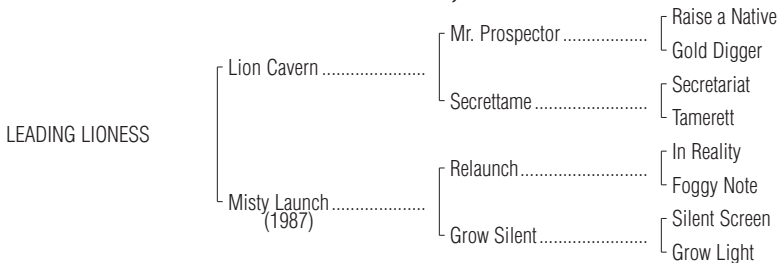 Raise a Native
Mr. Prospector
Gold Digger
Lion Cavern
Secretariat
Secrettame
Tamerett
LEADING LIONESS
In Reality
Relaunch
Foggy Note
Misty Launch
(1987)
Silent Screen
Grow Silent
Grow Light